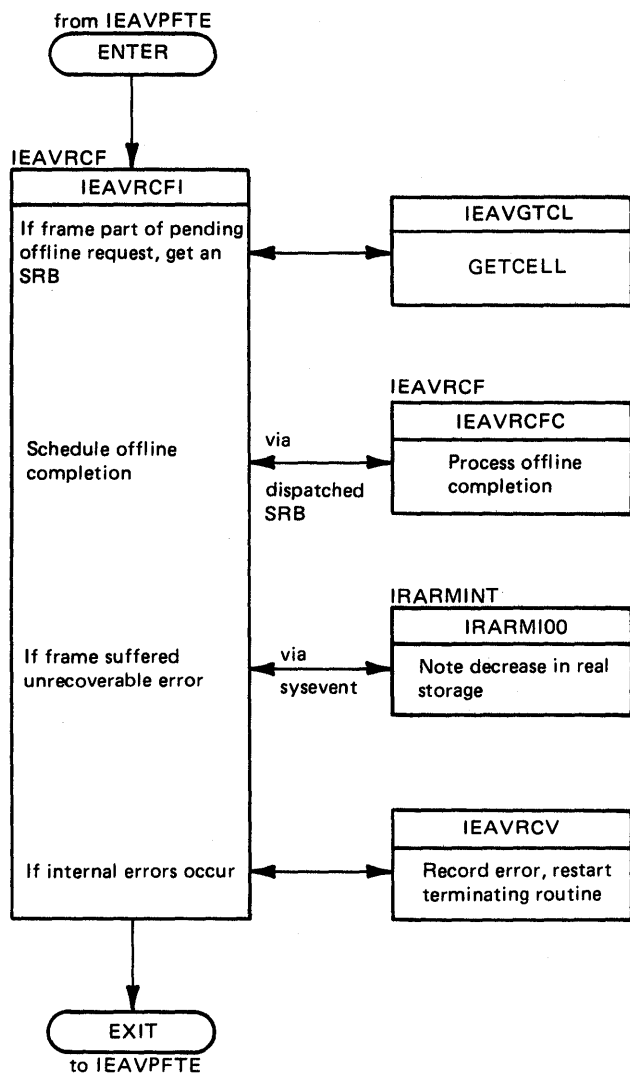 from IEAVPFTE
ENTER
IEAVRCF
IEAVRCFI
If frame part of pending
offline request, get an
SRB
IEAVGTCL
GETCELL
Schedule offline
completion
via
dispatched
SRB
IEAVRCF
IEAVRCFC
Process offline
completion
If frame suffered
unrecoverable error
via
sysevent
IRARMINT
IRARMI00
Note decrease in real
storage
If internal errors occur
IEAVRCV
Record error, restart
terminating routine
EXIT
to IEAVPFTE